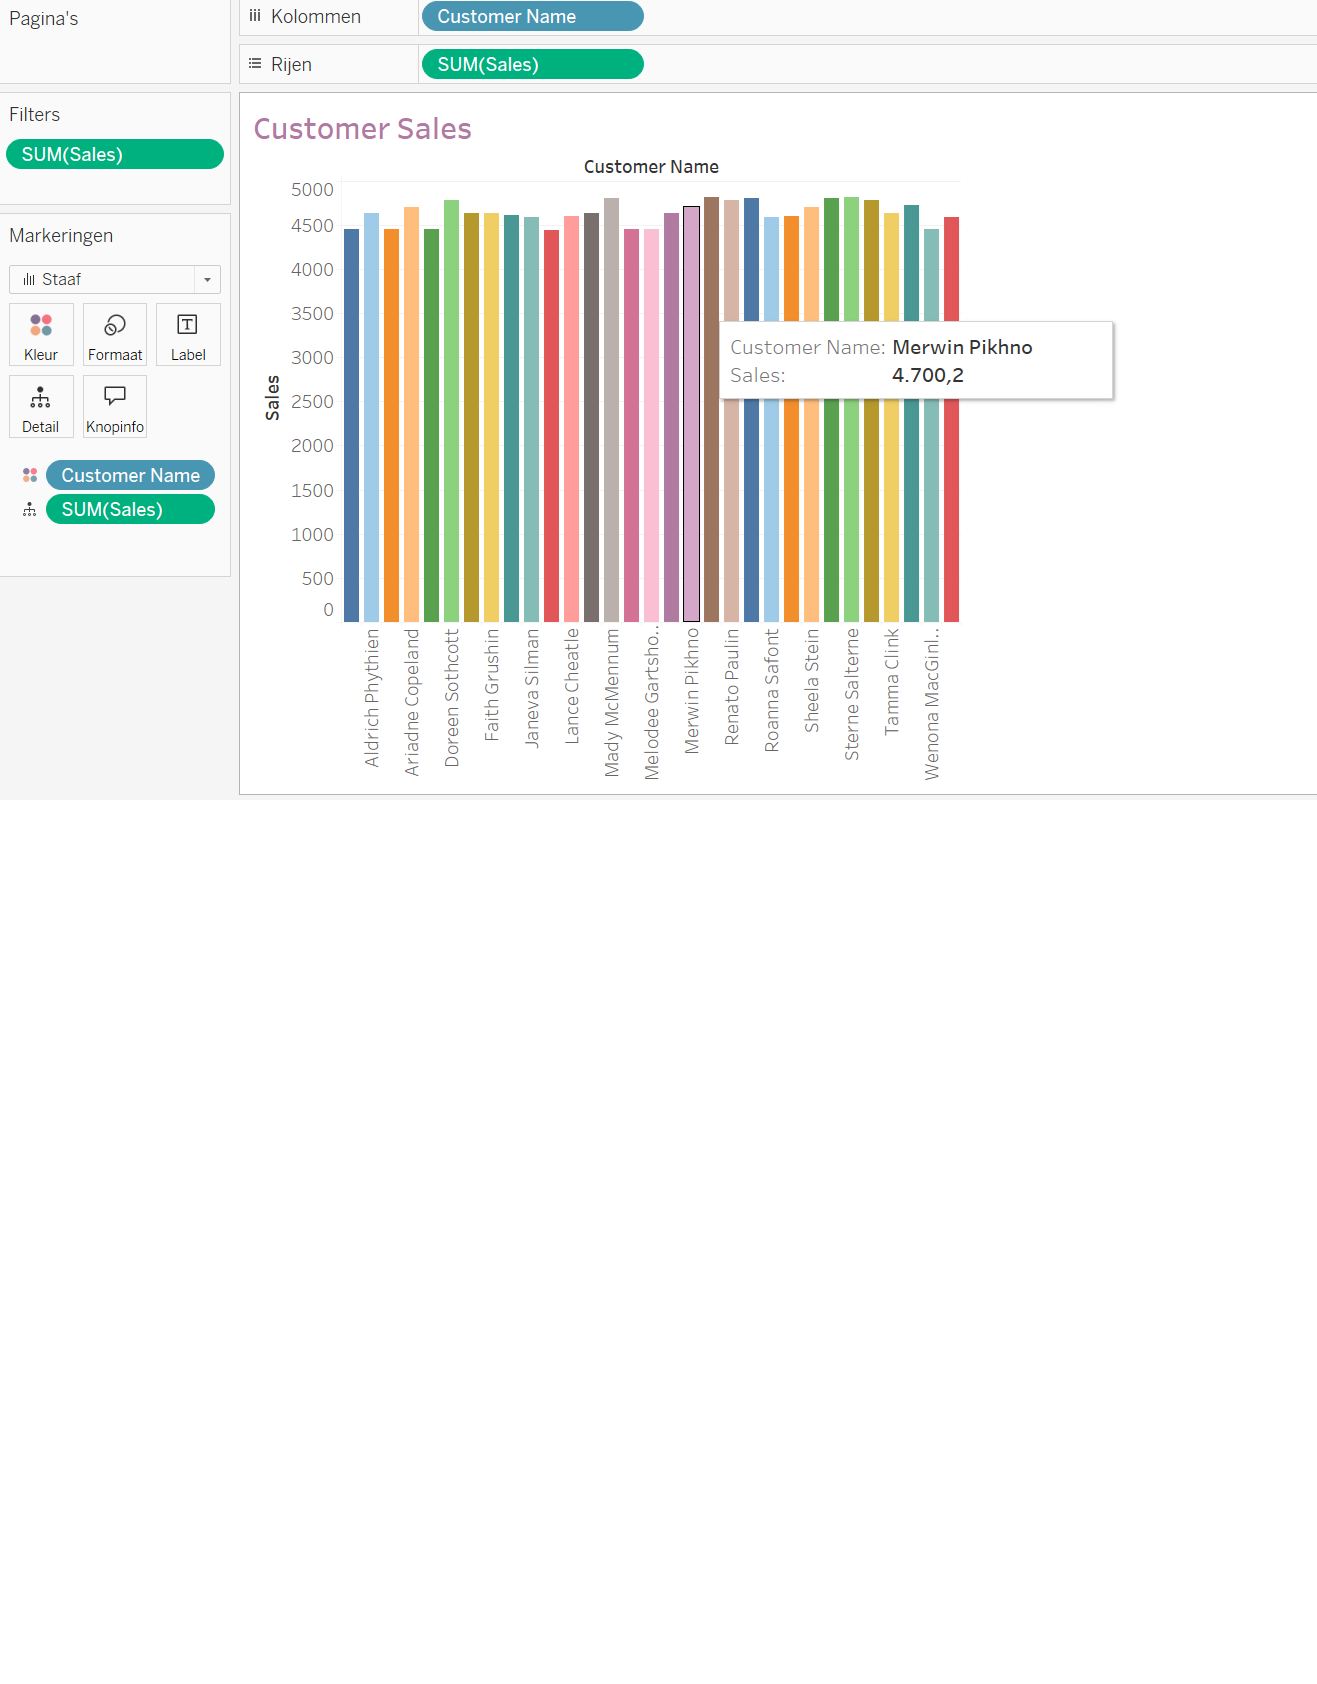 Pagina's
Kolommen
Customer Name
Rijen
SUM(Sales)
Filters
SUM(Sales)
Markeringen
Staaf
Kleur
Formaat
Label
Detail
Knopinfo
Customer Name
SUM(Sales)
Customer Sales
Customer Name
Sales
5000
4500
4000
3500
3000
2500
2000
1500
1000
500
0
Customer Name: Merwin Pikhno
Sales: 4.700,2
Aldrich Phythien
Ariadne Copeland
Doreen Sothcott
Faith Grushin
Janeva Silman
Lance Cheatle
Mady McMennum
Melodee Gartsho..
Merwin Pikhno
Renato Paulin
Roanna Safont
Sheela Stein
Sterne Salterne
Tamma Clink
Wenona MacGinl..